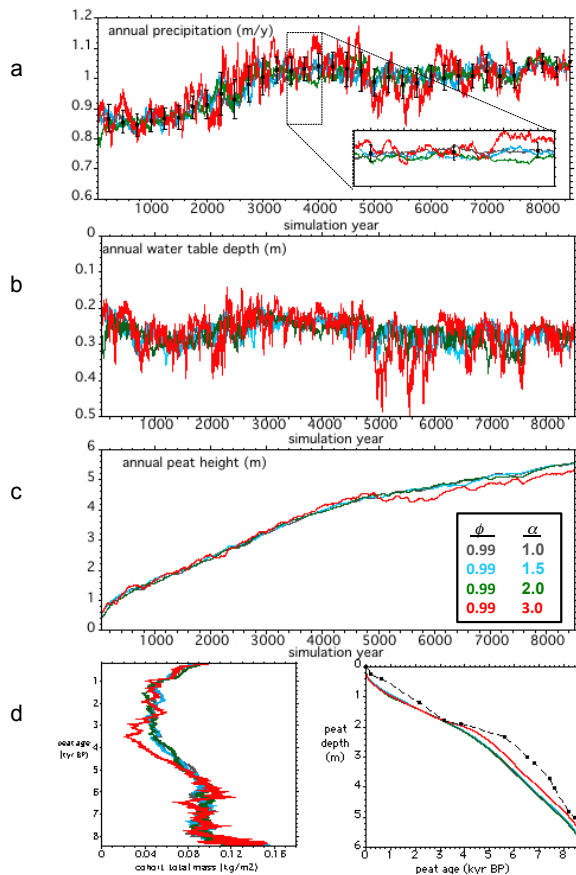 a
annual precipitation (m/y)
1.2
1.1
1.0
0.9
0.8
0.7
0.6
1000 2000 3000 4000 5000 6000 7000 8000
simulation year
b
annual water table depth (m)
0
0.1
0.2
0.3
0.4
0.5
1000 2000 3000 4000 5000 6000 7000 8000
simulation year
c
annual peat height (m)
6
5
4
3
2
1
0
ϕ α
0.99 1.0
0.99 1.5
0.99 2.0
0.99 3.0
1000 2000 3000 4000 5000 6000 7000 8000
simulation year
d
peat age
(kyr BP)
1
2
3
4
5
6
7
8
0 0.04 0.08 0.12 0.16
cohort total mass (kg/m2)
peat
depth
(m)
0
1
2
3
4
5
6
0 1 2 3 4 5 6 7 8
peat age (kyr BP)